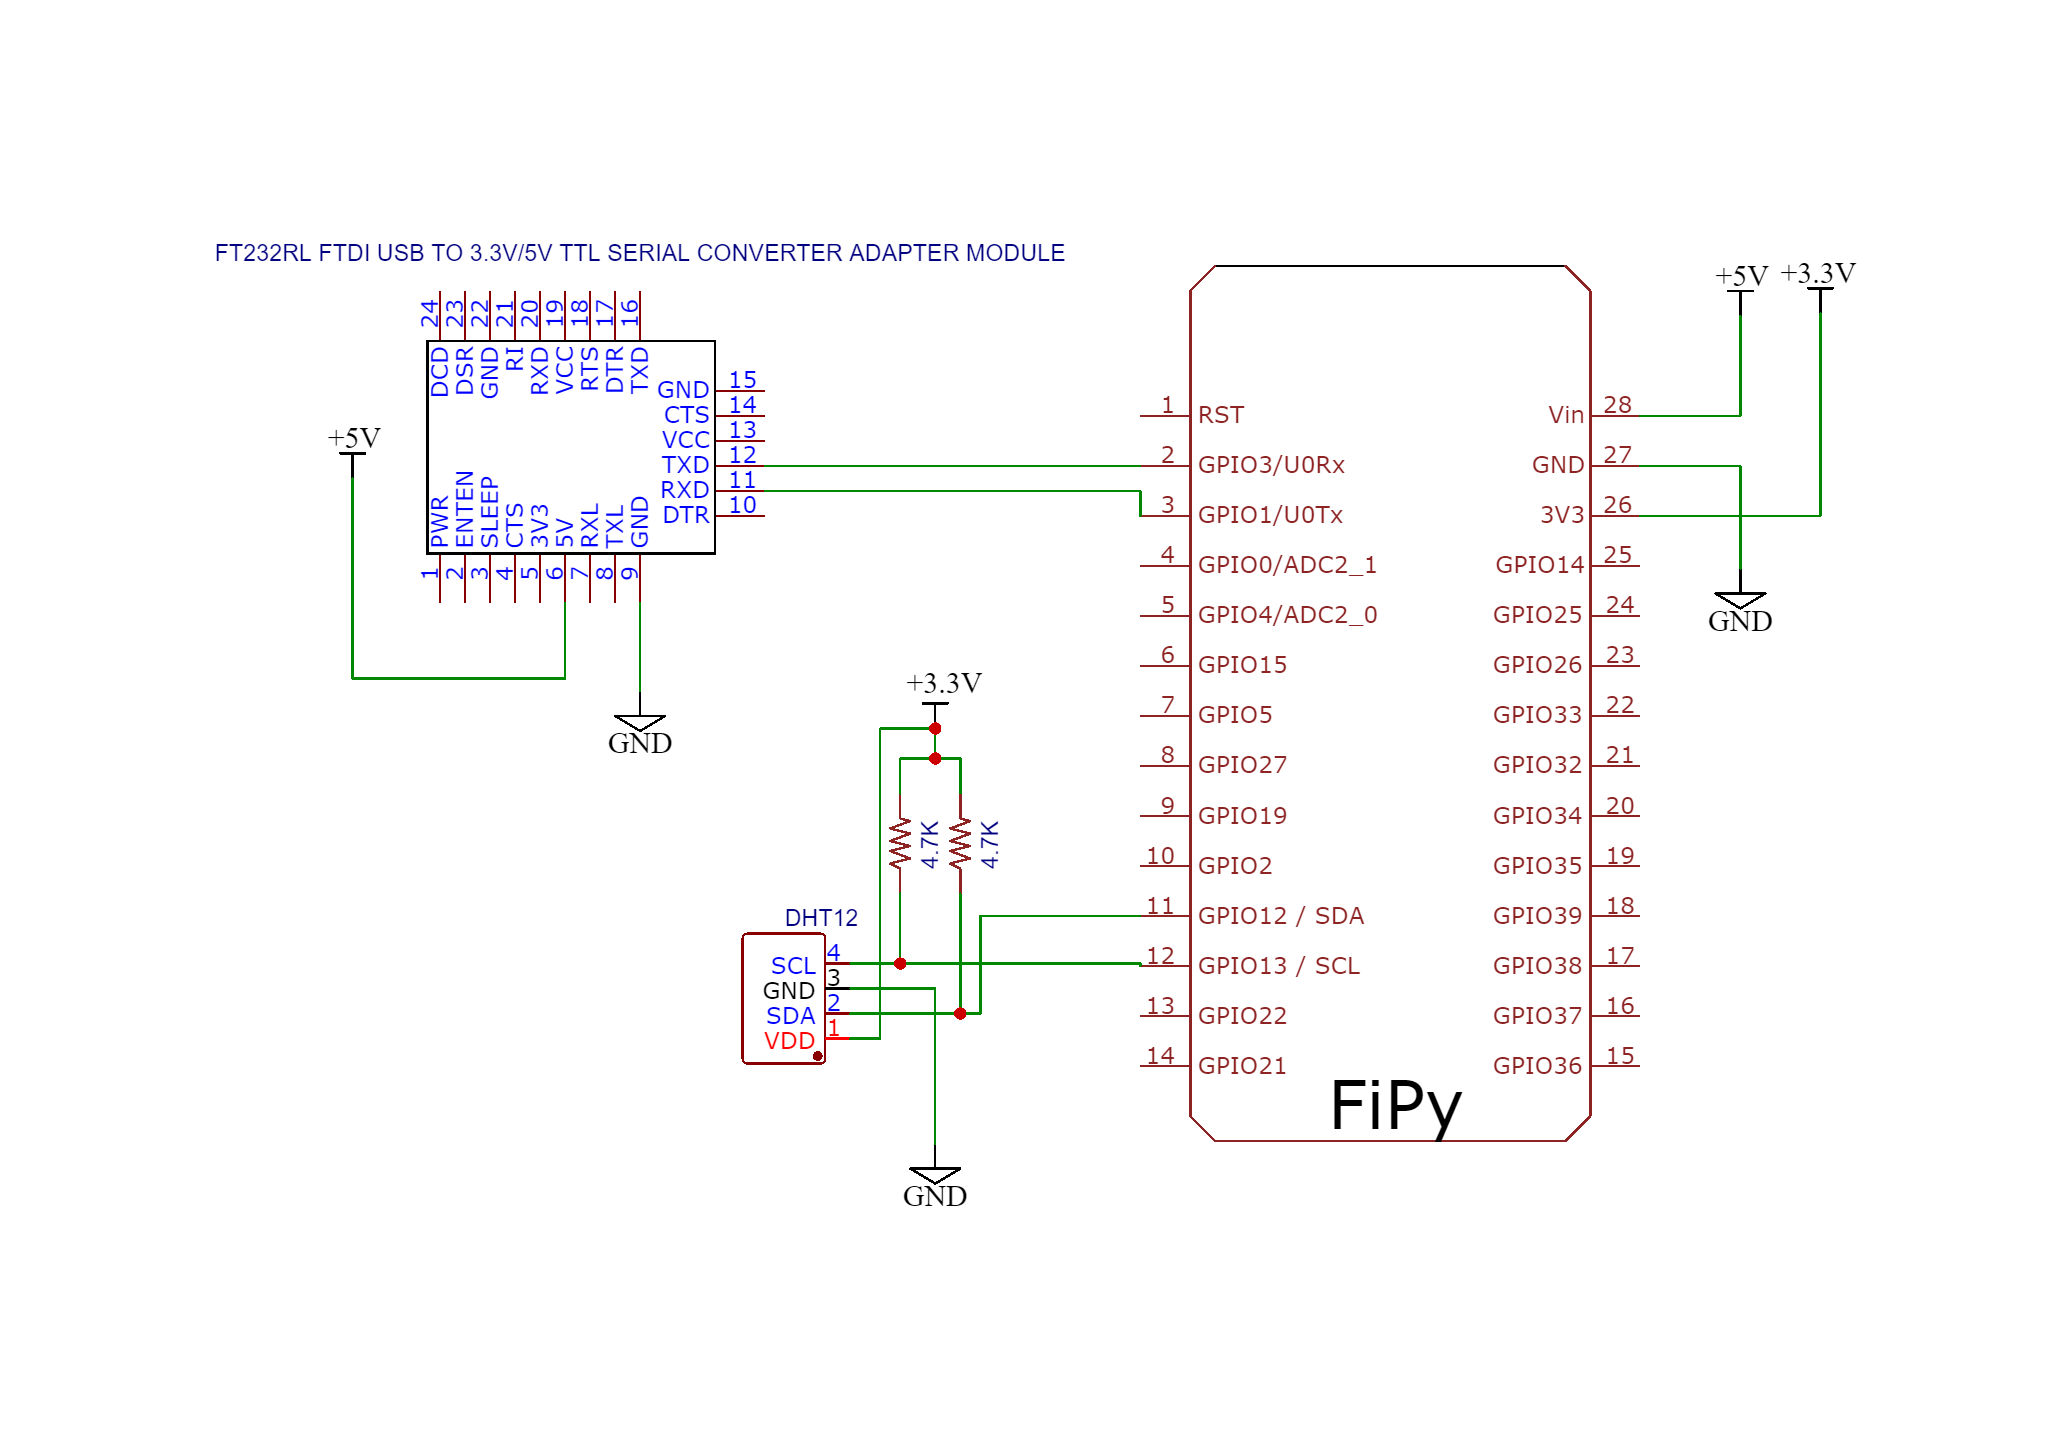 FT232RL FTDI USB TO 3.3V/5V TTL SERIAL CONVERTER ADAPTER MODULE
24 23 22 21 20 19 18 17 16
DCD DSR GND RI RXD VCC RTS DTR TXD
GND 15
CTS 14
VCC 13
TXD 12
RXD 11
DTR 10
PWR ENTEN SLEEP CTS 3V3 5V RXL TXL GND
1 2 3 4 5 6 7 8 9
+5V
GND
+3.3V
4.7K 4.7K
DHT12
SCL 4
GND 3
SDA 2
VDD 1
GND
1 RST
2 GPIO3/U0Rx
3 GPIO1/U0Tx
4 GPIO0/ADC2_1
5 GPIO4/ADC2_0
6 GPIO15
7 GPIO5
8 GPIO27
9 GPIO19
10 GPIO2
11 GPIO12 / SDA
12 GPIO13 / SCL
13 GPIO22
14 GPIO21
Vin 28
GND 27
3V3 26
GPIO14 25
GPIO25 24
GPIO26 23
GPIO33 22
GPIO32 21
GPIO34 20
GPIO35 19
GPIO39 18
GPIO38 17
GPIO37 16
GPIO36 15
FiPy
+5V +3.3V
GND